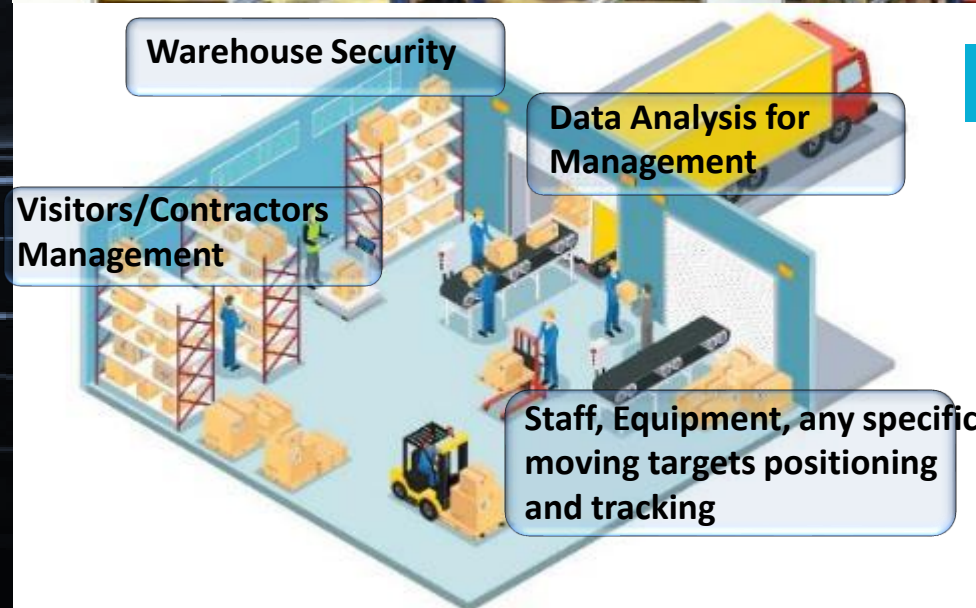 Warehouse Security
Data Analysis for
Management
Visitors/Contractors
Management
Staff, Equipment, any specific
moving targets positioning
and tracking